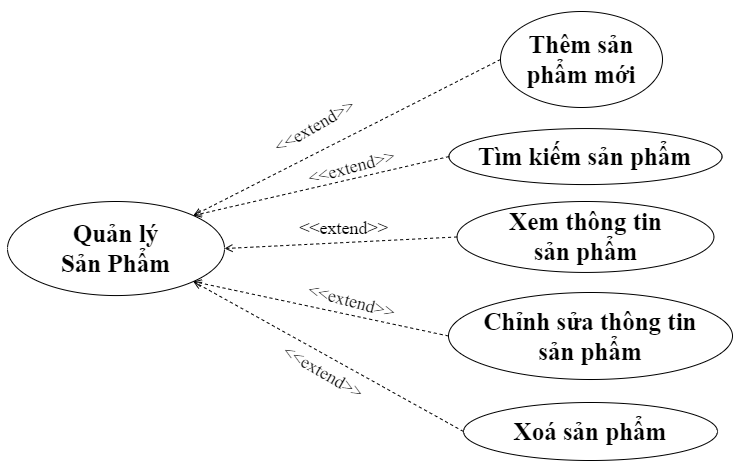 Thêm sản
phẩm mới
<<extend>>
Tìm kiếm sản phẩm
<<extend>>
Quản lý
Sản Phẩm
<<extend>>
Xem thông tin
sản phẩm
<<extend>>
Chỉnh sửa thông tin
sản phẩm
<<extend>>
Xoá sản phẩm